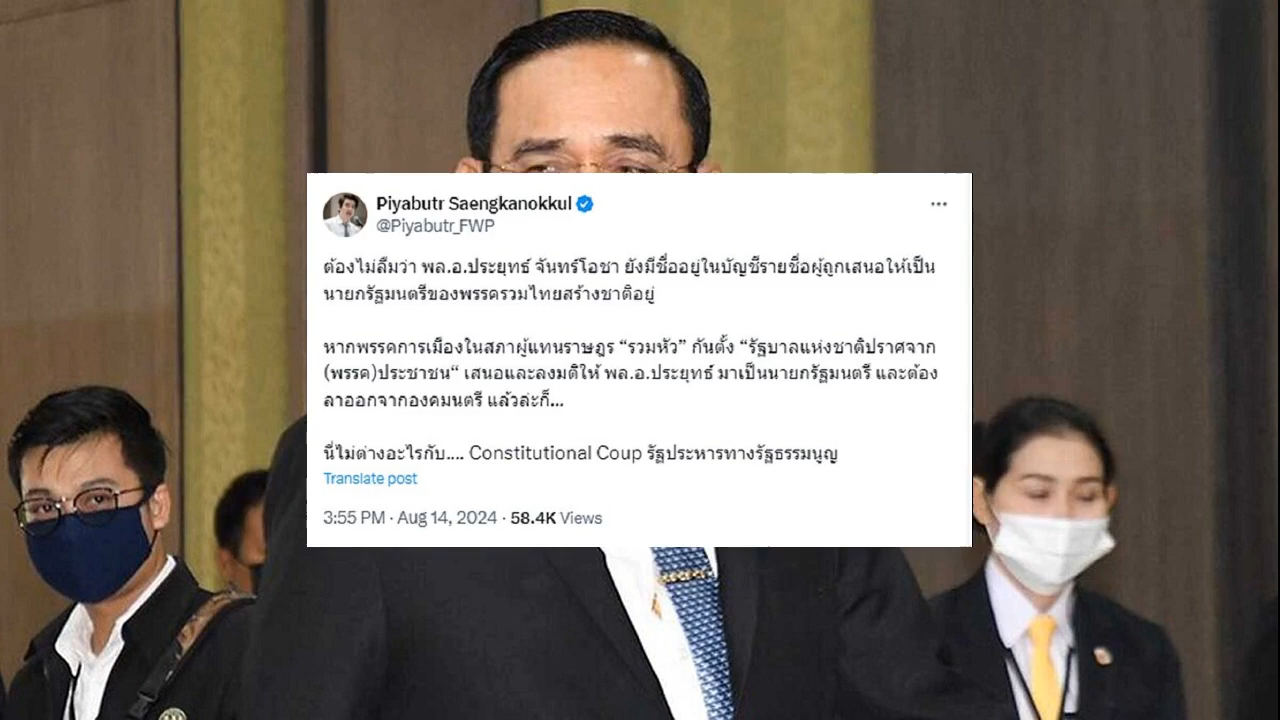 Piyabutr Saengkanokkul
@Piyabutr_FWP
ต้องไม่ลืมว่า พล.อ.ประยุทธ์ จันทร์โอชา ยังมีชื่ออยู่ในบัญชีรายชื่อผู้ถูกเสนอให้เป็น
นายกรัฐมนตรีของพรรครวมไทยสร้างชาติอยู่
หากพรรคการเมืองในสภาผู้แทนราษฎร “รวมหัว” กันตั้ง “รัฐบาลแห่งชาติปราศจาก
(พรรค)ประชาชน“ เสนอและลงมติให้ พล.อ.ประยุทธ์ มาเป็นนายกรัฐมนตรี และต้อง
ลาออกจากองคมนตรี แล้วล่ะก็...
นี่ไม่ต่างอะไรกับ.... Constitutional Coup รัฐประหารทางรัฐธรรมนูญ
Translate post
3:55 PM · Aug 14, 2024 · 58.4K Views